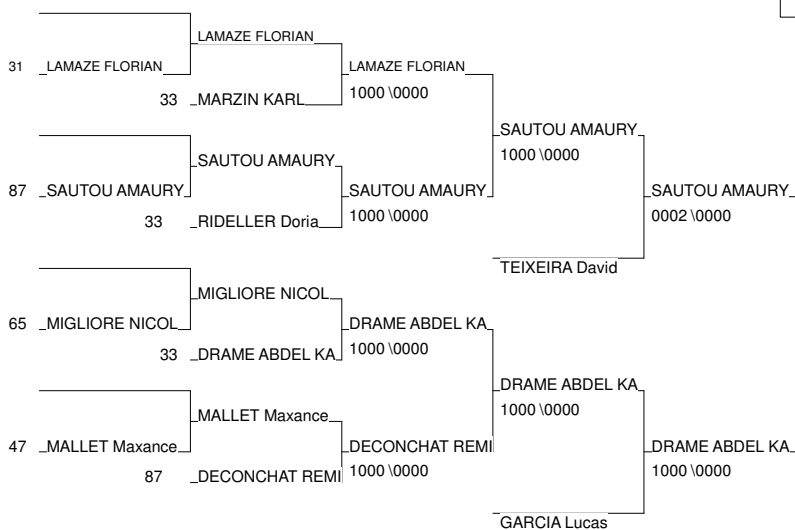 LAMAZE FLORIAN
31 LAMAZE FLORIAN LAMAZE FLORIAN
33 MARZIN KARL 1000 \0000
SAUTOU AMAURY
1000 \0000
SAUTOU AMAURY
87 SAUTOU AMAURY SAUTOU AMAURY SAUTOU AMAURY
33 RIDELLER Doria 1000 \0000 0002 \0000
TEIXEIRA David
MIGLIORE NICOL
65 MIGLIORE NICOL DRAME ABDEL KA
33 DRAME ABDEL KA 1000 \0000
DRAME ABDEL KA
1000 \0000
MALLET Maxance
47 MALLET Maxance DECONCHAT REMI DRAME ABDEL KA
87 DECONCHAT REMI 1000 \0000 1000 \0000
GARCIA Lucas